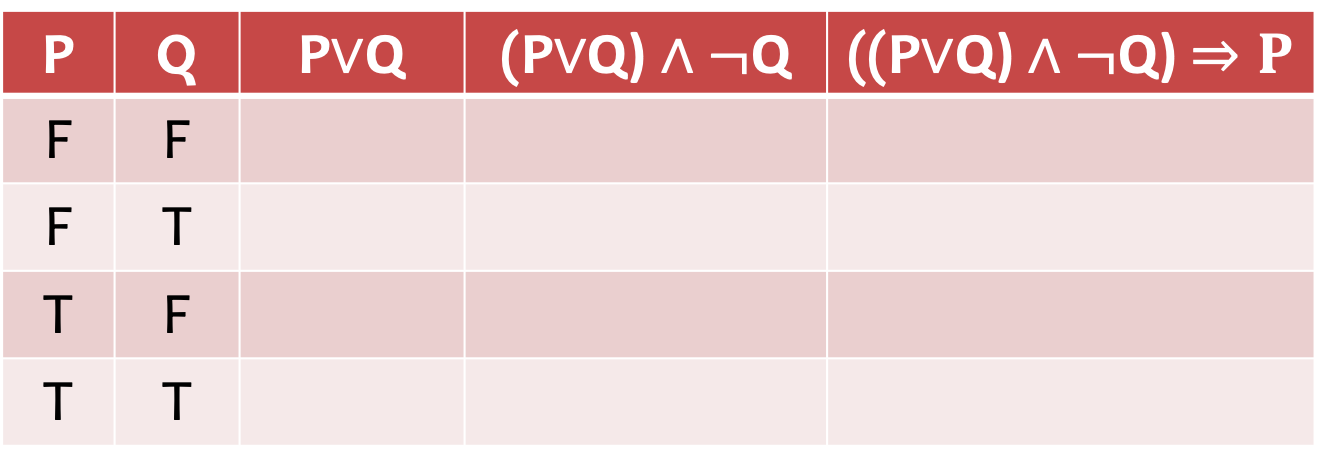 P Q P∨Q (P∨Q) ∧ ¬Q ((P∨Q) ∧ ¬Q) ⇒ P
F F
F T
T F
T T